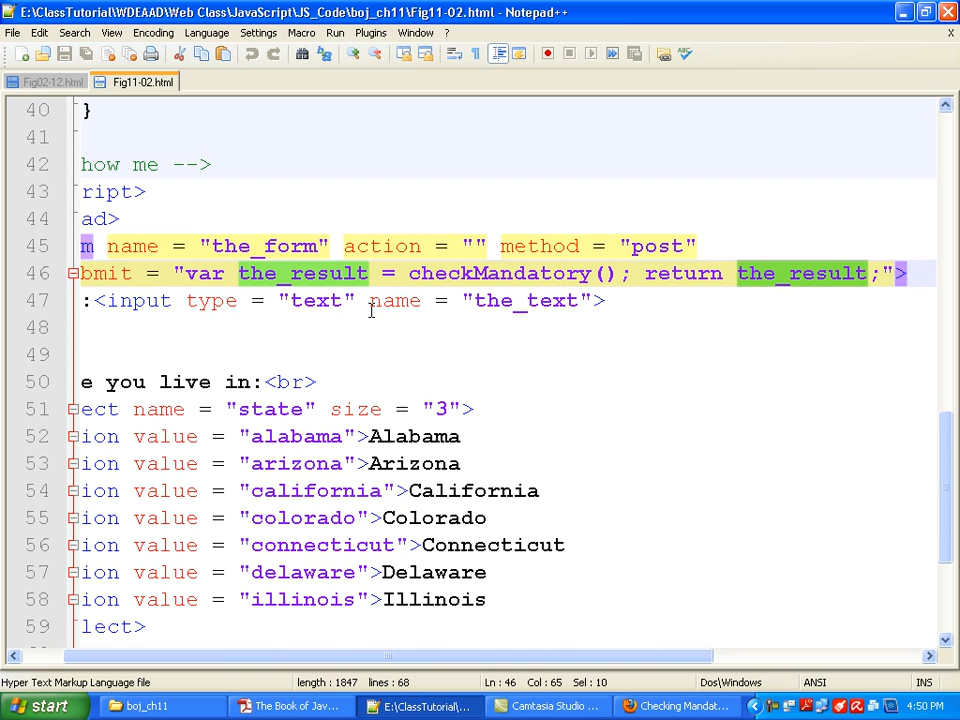 E:\ClassTutorial\WDEAAD\Web Class\JavaScript\JS_Code\boj_ch11\Fig11-02.html - Notepad++
File Edit Search View Encoding Language Settings Macro Run Plugins Window ? X
Fig02-12.html Fig11-02.html
40 }
41
42 how me -->
43 ript>
44 ad>
45 m name = "the_form" action = "" method = "post"
46 bmit = "var the_result = checkMandatory(); return the_result;">
47 :<input type = "text" name = "the_text">
48
49
50 e you live in:<br>
51 ect name = "state" size = "3">
52 ion value = "alabama">Alabama
53 ion value = "arizona">Arizona
54 ion value = "california">California
55 ion value = "colorado">Colorado
56 ion value = "connecticut">Connecticut
57 ion value = "delaware">Delaware
58 ion value = "illinois">Illinois
59 lect>
Hyper Text Markup Language file length : 1847 lines : 68 Ln : 46 Col : 65 Sel : 10 Dos\Windows ANSI INS
start boj_ch11 The Book of Jav... E:\ClassTutorial\... Camtasia Studio ... Checking Mandat... 4:50 PM